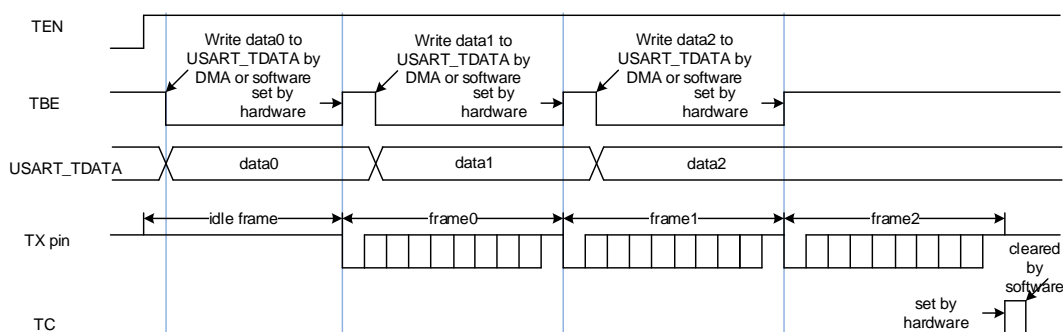 TEN
Write data0 to
USART_TDATA by
DMA or software
Write data1 to
USART_TDATA by
DMA or software
Write data2 to
USART_TDATA by
DMA or software
TBE
set by
hardware
set by
hardware
set by
hardware
USART_TDATA
data0
data1
data2
idle frame
frame0
frame1
frame2
TX pin
cleared
by
software
set by
hardware
TC